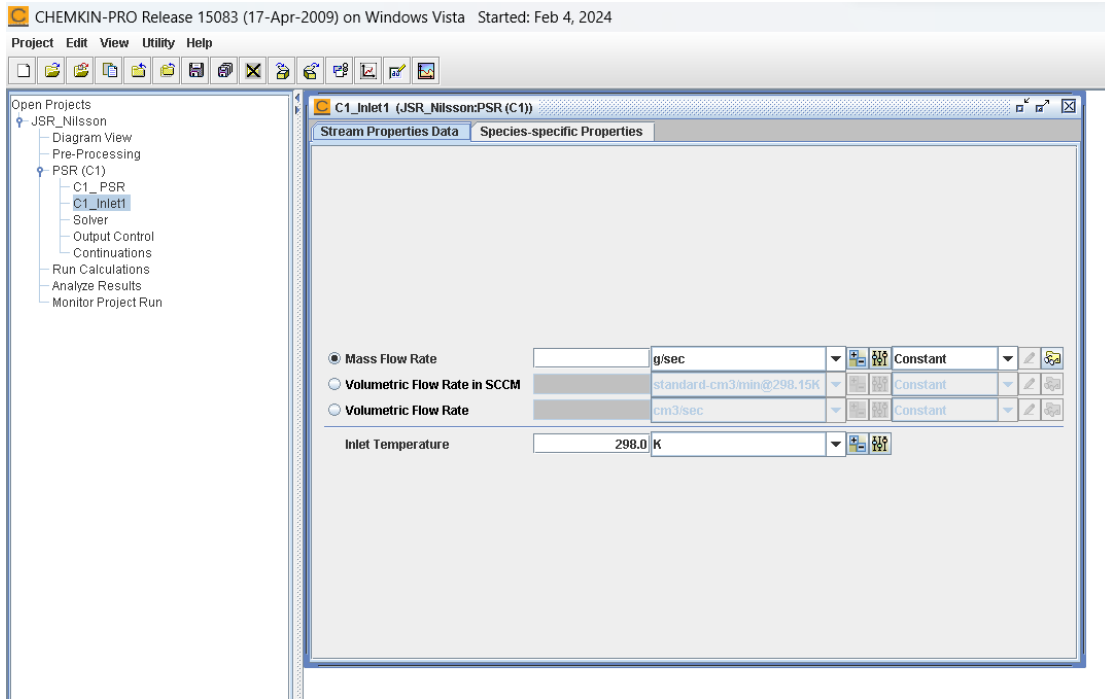 CHEMKIN-PRO Release 15083 (17-Apr-2009) on Windows Vista Started: Feb 4, 2024
Project Edit View Utility Help
Open Projects
JSR_Nilsson
Diagram View
Pre-Processing
PSR (C1)
C1_ PSR
C1_Inlet1
Solver
Output Control
Continuations
Run Calculations
Analyze Results
Monitor Project Run
C1_Inlet1 (JSR_Nilsson:PSR (C1))
Stream Properties Data Species-specific Properties
Mass Flow Rate g/sec Constant
Volumetric Flow Rate in SCCM standard-cm3/min@298.15K Constant
Volumetric Flow Rate cm3/sec Constant
Inlet Temperature 298.0 K